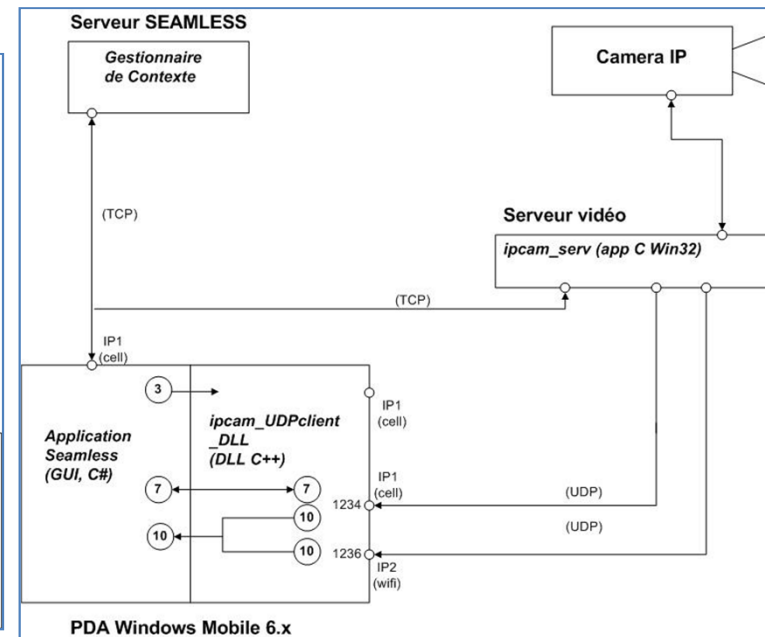 Serveur SEAMLESS
Gestionnaire
de Contexte
Camera IP
(TCP)
Serveur vidéo
ipcam_serv (app C Win32)
(TCP)
IP1
(cell)
3
IP1
(cell)
ipcam_UDPclient
_DLL
(DLL C++)
Application
Seamless
(GUI, C#)
IP1
(cell)
7
7
1234
(UDP)
10
10
10
1236
(UDP)
IP2
(wifi)
PDA Windows Mobile 6.x